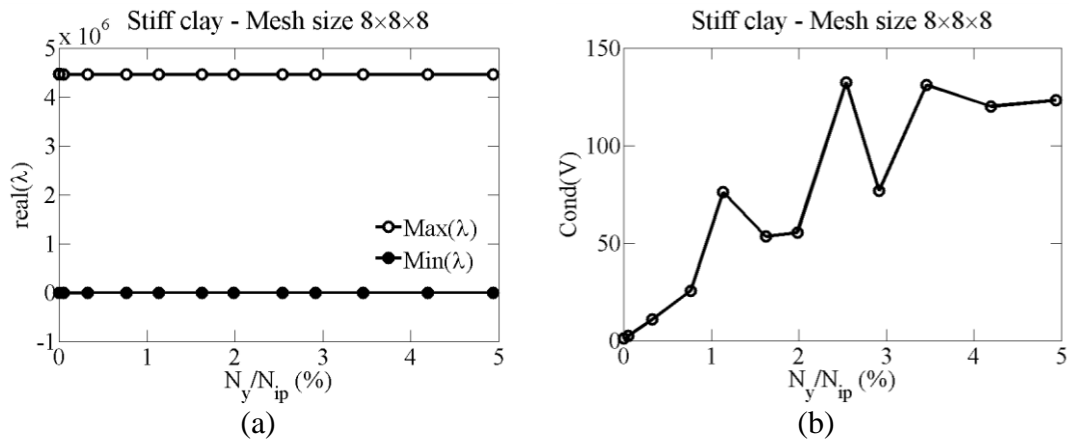 Stiff clay - Mesh size 8×8×8
x 10⁶
5
4
3
2
1
0
-1
real(λ)
Max(λ)
Min(λ)
0 1 2 3 4 5
N_y/N_ip (%)
(a)
Stiff clay - Mesh size 8×8×8
150
100
50
0
Cond(V)
0 1 2 3 4 5
N_y/N_ip (%)
(b)